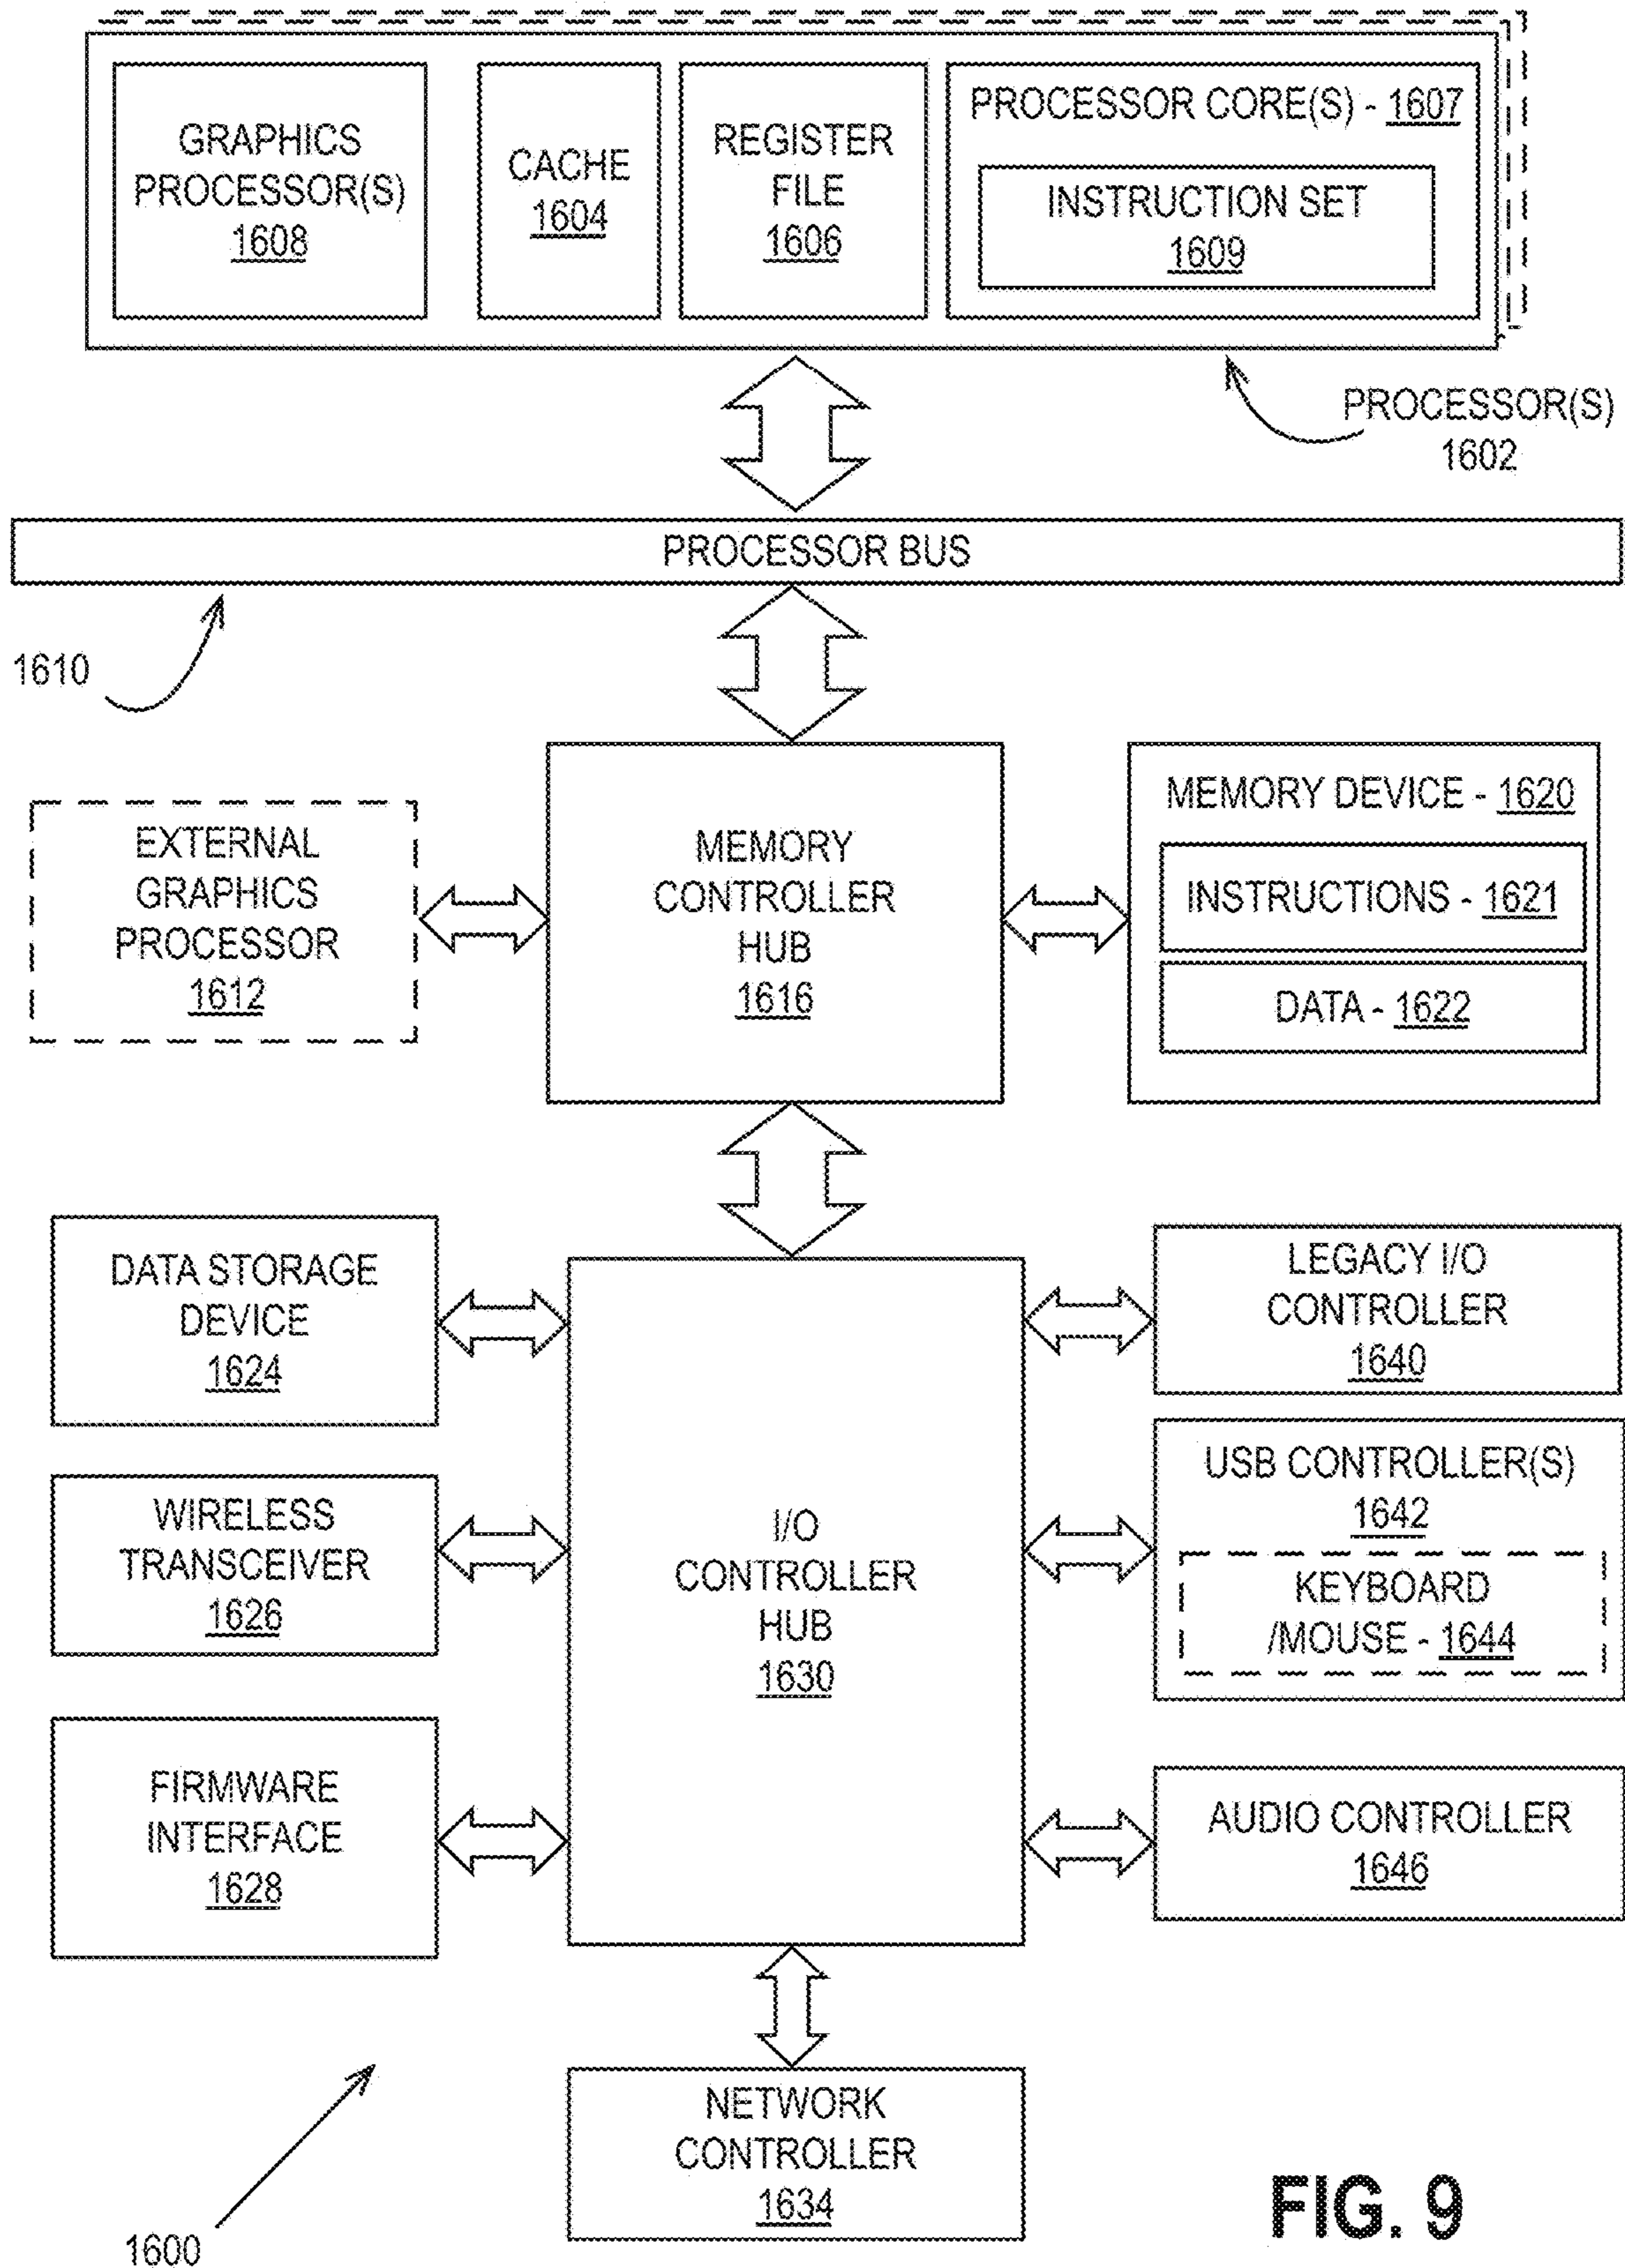 GRAPHICS
PROCESSOR(S)
1608
CACHE
1604
REGISTER
FILE
1606
PROCESSOR CORE(S) - 1607
INSTRUCTION SET
1609
PROCESSOR(S)
1602
PROCESSOR BUS
1610
EXTERNAL
GRAPHICS
PROCESSOR
1612
MEMORY
CONTROLLER
HUB
1616
MEMORY DEVICE - 1620
INSTRUCTIONS - 1621
DATA - 1622
DATA STORAGE
DEVICE
1624
WIRELESS
TRANSCEIVER
1626
FIRMWARE
INTERFACE
1628
I/O
CONTROLLER
HUB
1630
LEGACY I/O
CONTROLLER
1640
USB CONTROLLER(S)
1642
KEYBOARD
/MOUSE - 1644
AUDIO CONTROLLER
1646
NETWORK
CONTROLLER
1634
1600
FIG. 9